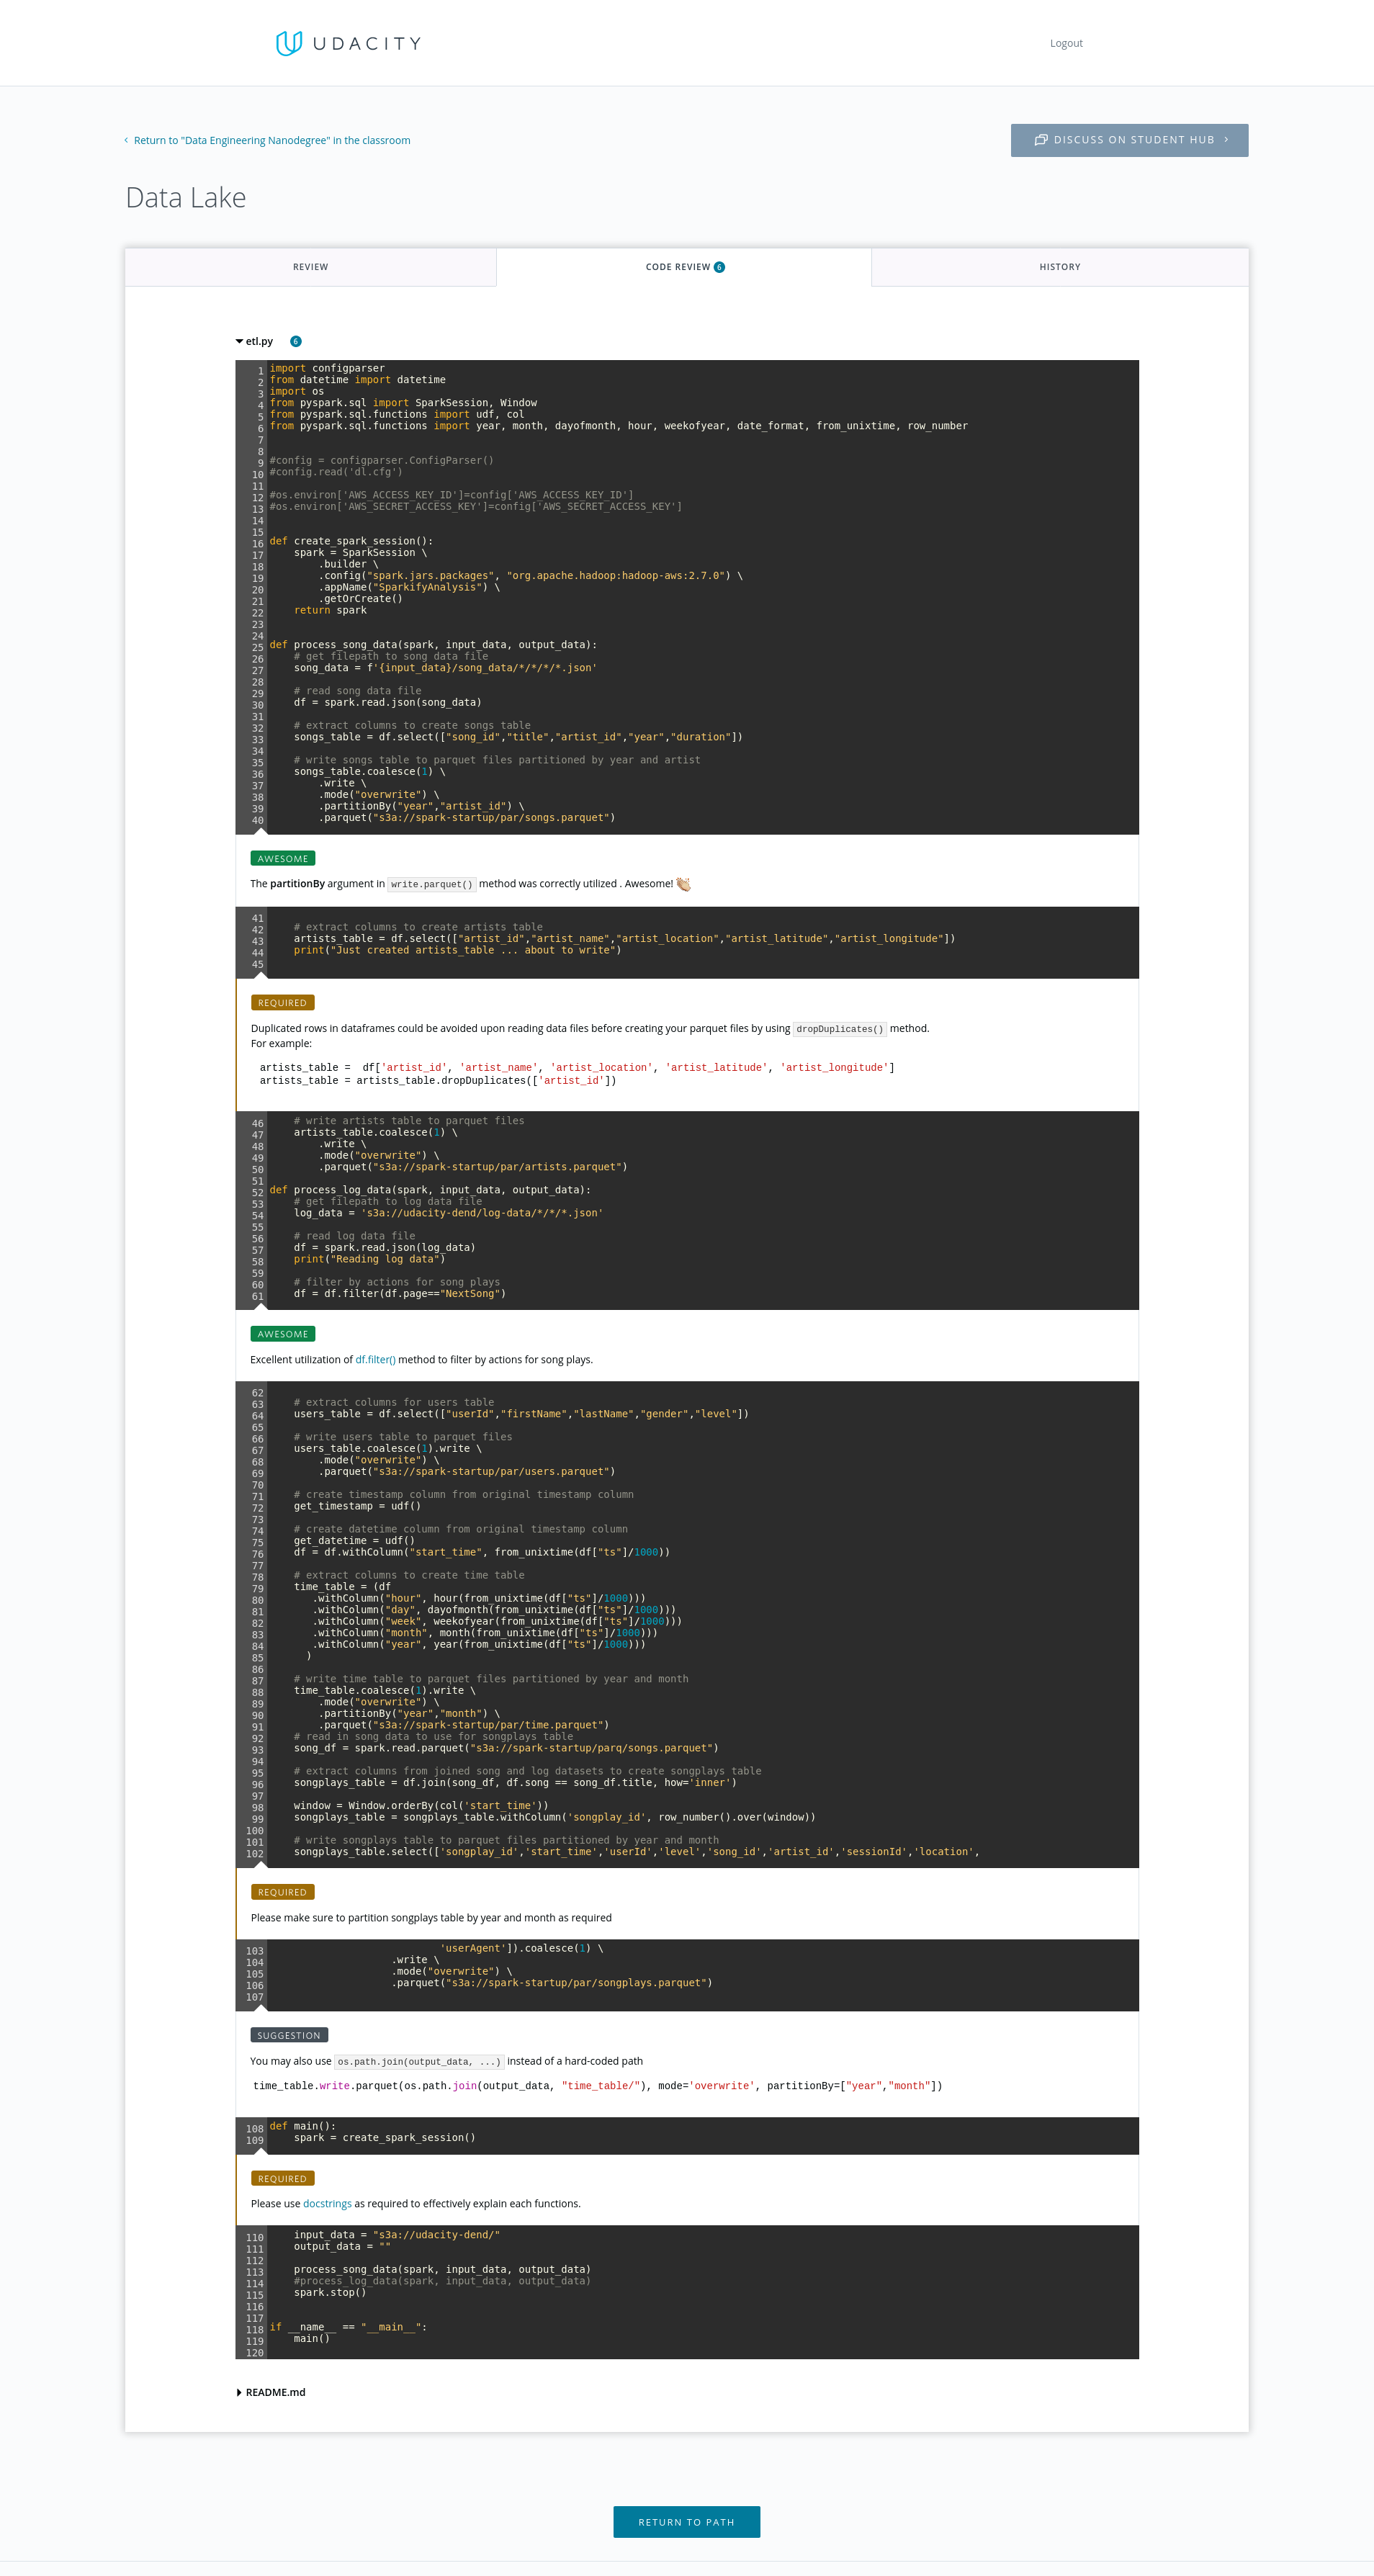 UDACITY
Logout
Return to "Data Engineering Nanodegree" in the classroom
DISCUSS ON STUDENT HUB
Data Lake
REVIEW
CODE REVIEW 6
HISTORY
etl.py 6
1 import configparser
2 from datetime import datetime
3 import os
4 from pyspark.sql import SparkSession, Window
5 from pyspark.sql.functions import udf, col
6 from pyspark.sql.functions import year, month, dayofmonth, hour, weekofyear, date_format, from_unixtime, row_number
7
8
9 #config = configparser.ConfigParser()
10 #config.read('dl.cfg')
11
12 #os.environ['AWS_ACCESS_KEY_ID']=config['AWS_ACCESS_KEY_ID']
13 #os.environ['AWS_SECRET_ACCESS_KEY']=config['AWS_SECRET_ACCESS_KEY']
14
15
16 def create_spark_session():
17     spark = SparkSession \
18         .builder \
19         .config("spark.jars.packages", "org.apache.hadoop:hadoop-aws:2.7.0") \
20         .appName("SparkifyAnalysis") \
21         .getOrCreate()
22     return spark
23
24
25 def process_song_data(spark, input_data, output_data):
26     # get filepath to song data file
27     song_data = f'{input_data}/song_data/*/*/*/*.json'
28
29     # read song data file
30     df = spark.read.json(song_data)
31
32     # extract columns to create songs table
33     songs_table = df.select(["song_id","title","artist_id","year","duration"])
34
35     # write songs table to parquet files partitioned by year and artist
36     songs_table.coalesce(1) \
37         .write \
38         .mode("overwrite") \
39         .partitionBy("year","artist_id") \
40         .parquet("s3a://spark-startup/par/songs.parquet")
AWESOME
The partitionBy argument in write.parquet() method was correctly utilized . Awesome! 👏🏼
41
42     # extract columns to create artists table
43     artists_table = df.select(["artist_id","artist_name","artist_location","artist_latitude","artist_longitude"])
44     print("Just created artists_table ... about to write")
45
REQUIRED
Duplicated rows in dataframes could be avoided upon reading data files before creating your parquet files by using dropDuplicates() method.
For example:
artists_table =  df['artist_id', 'artist_name', 'artist_location', 'artist_latitude', 'artist_longitude']
artists_table = artists_table.dropDuplicates(['artist_id'])
46     # write artists table to parquet files
47     artists_table.coalesce(1) \
48         .write \
49         .mode("overwrite") \
50         .parquet("s3a://spark-startup/par/artists.parquet")
51
52 def process_log_data(spark, input_data, output_data):
53     # get filepath to log data file
54     log_data = 's3a://udacity-dend/log-data/*/*/*.json'
55
56     # read log data file
57     df = spark.read.json(log_data)
58     print("Reading log data")
59
60     # filter by actions for song plays
61     df = df.filter(df.page=="NextSong")
AWESOME
Excellent utilization of df.filter() method to filter by actions for song plays.
62
63     # extract columns for users table
64     users_table = df.select(["userId","firstName","lastName","gender","level"])
65
66     # write users table to parquet files
67     users_table.coalesce(1).write \
68         .mode("overwrite") \
69         .parquet("s3a://spark-startup/par/users.parquet")
70
71     # create timestamp column from original timestamp column
72     get_timestamp = udf()
73
74     # create datetime column from original timestamp column
75     get_datetime = udf()
76     df = df.withColumn("start_time", from_unixtime(df["ts"]/1000))
77
78     # extract columns to create time table
79     time_table = (df
80        .withColumn("hour", hour(from_unixtime(df["ts"]/1000)))
81        .withColumn("day", dayofmonth(from_unixtime(df["ts"]/1000)))
82        .withColumn("week", weekofyear(from_unixtime(df["ts"]/1000)))
83        .withColumn("month", month(from_unixtime(df["ts"]/1000)))
84        .withColumn("year", year(from_unixtime(df["ts"]/1000)))
85       )
86
87     # write time table to parquet files partitioned by year and month
88     time_table.coalesce(1).write \
89         .mode("overwrite") \
90         .partitionBy("year","month") \
91         .parquet("s3a://spark-startup/par/time.parquet")
92     # read in song data to use for songplays table
93     song_df = spark.read.parquet("s3a://spark-startup/parq/songs.parquet")
94
95     # extract columns from joined song and log datasets to create songplays table
96     songplays_table = df.join(song_df, df.song == song_df.title, how='inner')
97
98     window = Window.orderBy(col('start_time'))
99     songplays_table = songplays_table.withColumn('songplay_id', row_number().over(window))
100
101     # write songplays table to parquet files partitioned by year and month
102     songplays_table.select(['songplay_id','start_time','userId','level','song_id','artist_id','sessionId','location',
REQUIRED
Please make sure to partition songplays table by year and month as required
103                             'userAgent']).coalesce(1) \
104                     .write \
105                     .mode("overwrite") \
106                     .parquet("s3a://spark-startup/par/songplays.parquet")
107
SUGGESTION
You may also use os.path.join(output_data, ...) instead of a hard-coded path
time_table.write.parquet(os.path.join(output_data, "time_table/"), mode='overwrite', partitionBy=["year","month"])
108 def main():
109     spark = create_spark_session()
REQUIRED
Please use docstrings as required to effectively explain each functions.
110     input_data = "s3a://udacity-dend/"
111     output_data = ""
112
113     process_song_data(spark, input_data, output_data)
114     #process_log_data(spark, input_data, output_data)
115     spark.stop()
116
117
118 if __name__ == "__main__":
119     main()
120
README.md
RETURN TO PATH